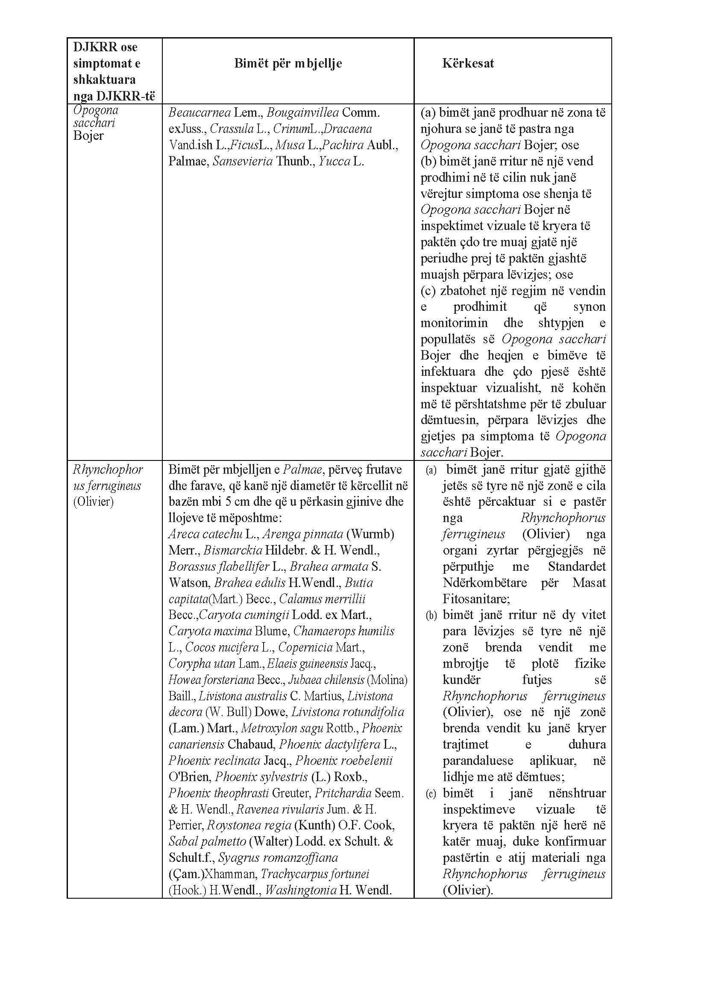 DJKRR ose
simptomat e
shkaktuara
nga DJKRR-të
Bimët për mbjellje
Kërkesat
Opogona
sacchari
Bojer
Beaucarnea Lem., Bougainvillea Comm.
exJuss., Crassula L., CrinumL.,Dracaena
Vand.ish L.,FicusL., Musa L.,Pachira Aubl.,
Palmae, Sansevieria Thunb., Yucca L.
(a) bimët janë prodhuar në zona të
njohura se janë të pastra nga
Opogona sacchari Bojer; ose
(b) bimët janë rritur në një vend
prodhimi në të cilin nuk janë
vërejtur simptoma ose shenja të
Opogona sacchari Bojer në
inspektimet vizuale të kryera të
paktën çdo tre muaj gjatë një
periudhe prej të paktën gjashtë
muajsh përpara lëvizjes; ose
(c) zbatohet një regjim në vendin
e prodhimit që synon
monitorimin dhe shtypjen e
popullatës së Opogona sacchari
Bojer dhe heqjen e bimëve të
infektuara dhe çdo pjesë është
inspektuar vizualisht, në kohën
më të përshtatshme për të zbuluar
dëmtuesin, përpara lëvizjes dhe
gjetjes pa simptoma të Opogona
sacchari Bojer.
Rhynchophor
us ferrugineus
(Olivier)
Bimët për mbjelljen e Palmae, përveç frutave
dhe farave, që kanë një diametër të kërcellit në
bazën mbi 5 cm dhe që u përkasin gjinive dhe
llojeve të mëposhtme:
Areca catechu L., Arenga pinnata (Wurmb)
Merr., Bismarckia Hildebr. & H. Wendl.,
Borassus flabellifer L., Brahea armata S.
Watson, Brahea edulis H.Wendl., Butia
capitata(Mart.) Becc., Calamus merrillii
Becc.,Caryota cumingii Lodd. ex Mart.,
Caryota maxima Blume, Chamaerops humilis
L., Cocos nucifera L., Copernicia Mart.,
Corypha utan Lam., Elaeis guineensis Jacq.,
Howea forsteriana Becc., Jubaea chilensis (Molina)
Baill., Livistona australis C. Martius, Livistona
decora (W. Bull) Dowe, Livistona rotundifolia
(Lam.) Mart., Metroxylon sagu Rottb., Phoenix
canariensis Chabaud, Phoenix dactylifera L.,
Phoenix reclinata Jacq., Phoenix roebelenii
O'Brien, Phoenix sylvestris (L.) Roxb.,
Phoenix theophrasti Greuter, Pritchardia Seem.
& H. Wendl., Ravenea rivularis Jum. & H.
Perrier, Roystonea regia (Kunth) O.F. Cook,
Sabal palmetto (Walter) Lodd. ex Schult. &
Schult.f., Syagrus romanzoffiana
(Çam.)Xhamman, Trachycarpus fortunei
(Hook.) H.Wendl., Washingtonia H. Wendl.
(a) bimët janë rritur gjatë gjithë
jetës së tyre në një zonë e cila
është përcaktuar si e pastër
nga Rhynchophorus
ferrugineus (Olivier) nga
organi zyrtar përgjegjës në
përputhje me Standardet
Ndërkombëtare për Masat
Fitosanitare;
(b) bimët janë rritur në dy vitet
para lëvizjes së tyre në një
zonë brenda vendit me
mbrojtje të plotë fizike
kundër futjes së
Rhynchophorus ferrugineus
(Olivier), ose në një zonë
brenda vendit ku janë kryer
trajtimet e duhura
parandaluese aplikuar, në
lidhje me atë dëmtues;
(c) bimët i janë nënshtruar
inspektimeve vizuale të
kryera të paktën një herë në
katër muaj, duke konfirmuar
pastërtin e atij materiali nga
Rhynchophorus ferrugineus
(Olivier).